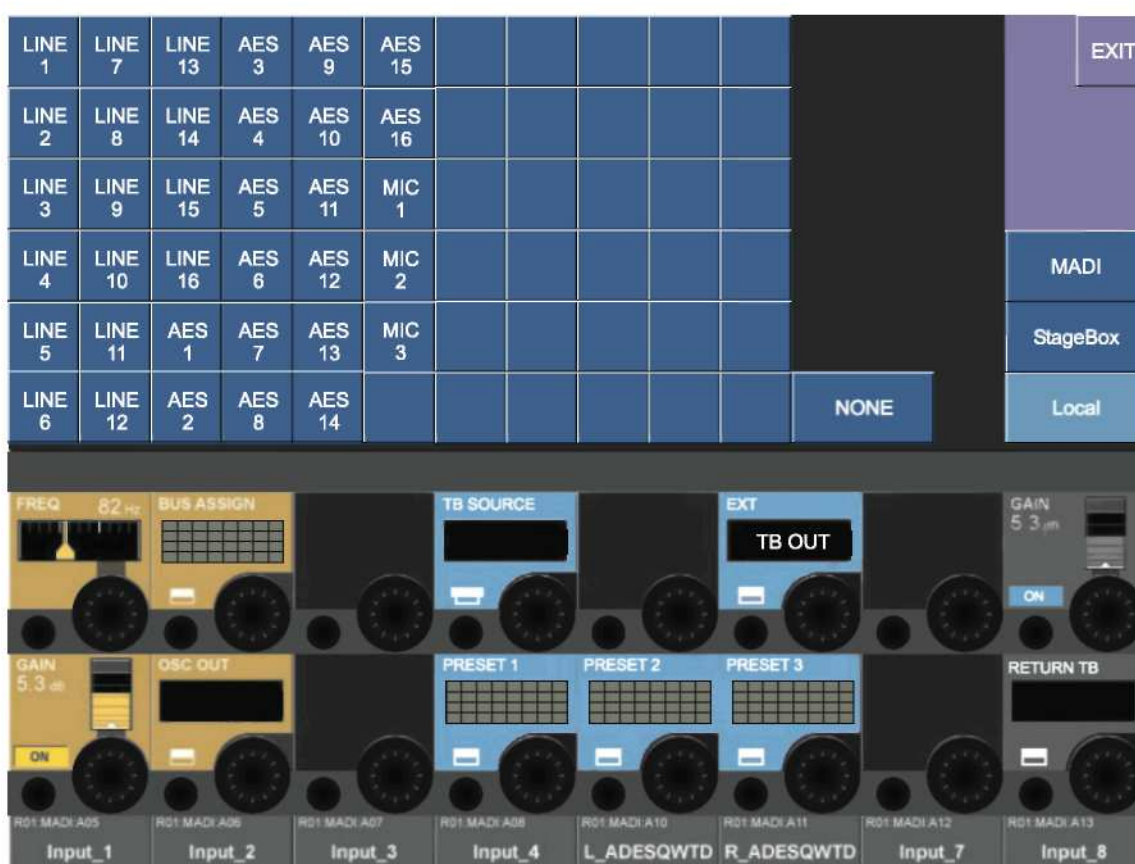 LINE 1 LINE 7 LINE 13 AES 3 AES 9 AES 15 EXIT
LINE 2 LINE 8 LINE 14 AES 4 AES 10 AES 16
LINE 3 LINE 9 LINE 15 AES 5 AES 11 MIC 1
LINE 4 LINE 10 LINE 16 AES 6 AES 12 MIC 2 MADI
LINE 5 LINE 11 AES 1 AES 7 AES 13 MIC 3 StageBox
LINE 6 LINE 12 AES 2 AES 8 AES 14 NONE Local
FREQ 82 Hz BUS ASSIGN TB SOURCE EXT GAIN
5 3
TB OUT
ON
GAIN OSC OUT PRESET 1 PRESET 2 PRESET 3 RETURN TB
5.3 dB
ON
R01:MADI:A05 R01:MADI:A06 R01:MADI:A07 R01:MADI:A08 R01:MADI:A10 R01:MADI:A11 R01:MADI:A12 R01:MADI:A13
Input_1 Input_2 Input_3 Input_4 L_ADESQWTD R_ADESQWTD Input_7 Input_8